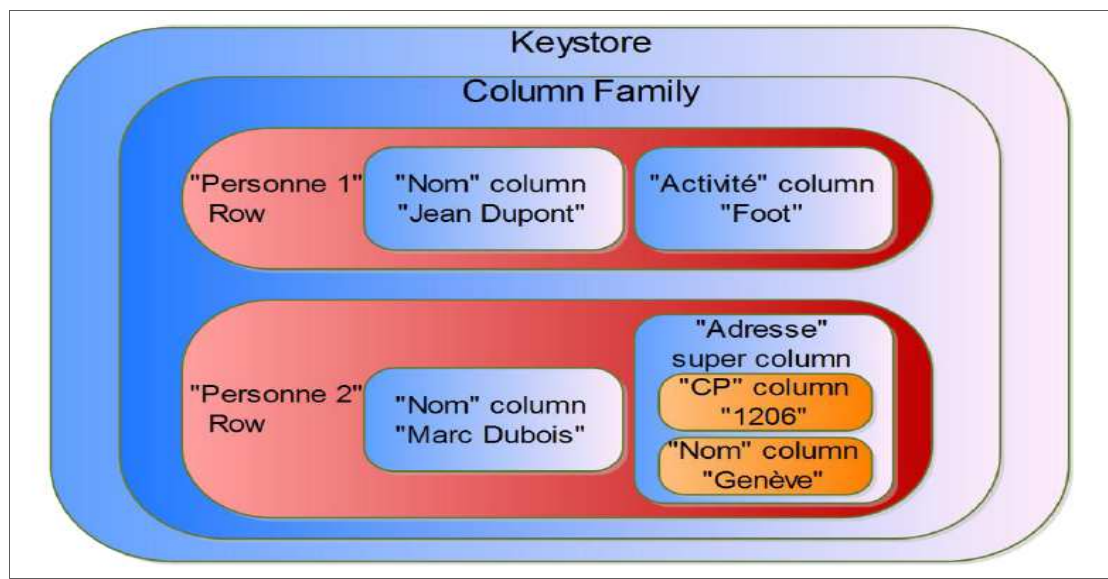 Keystore
Column Family
"Personne 1"
Row
"Nom" column
"Jean Dupont"
"Activité" column
"Foot"
"Personne 2"
Row
"Nom" column
"Marc Dubois"
"Adresse"
super column
"CP" column
"1206"
"Nom" column
"Genève"